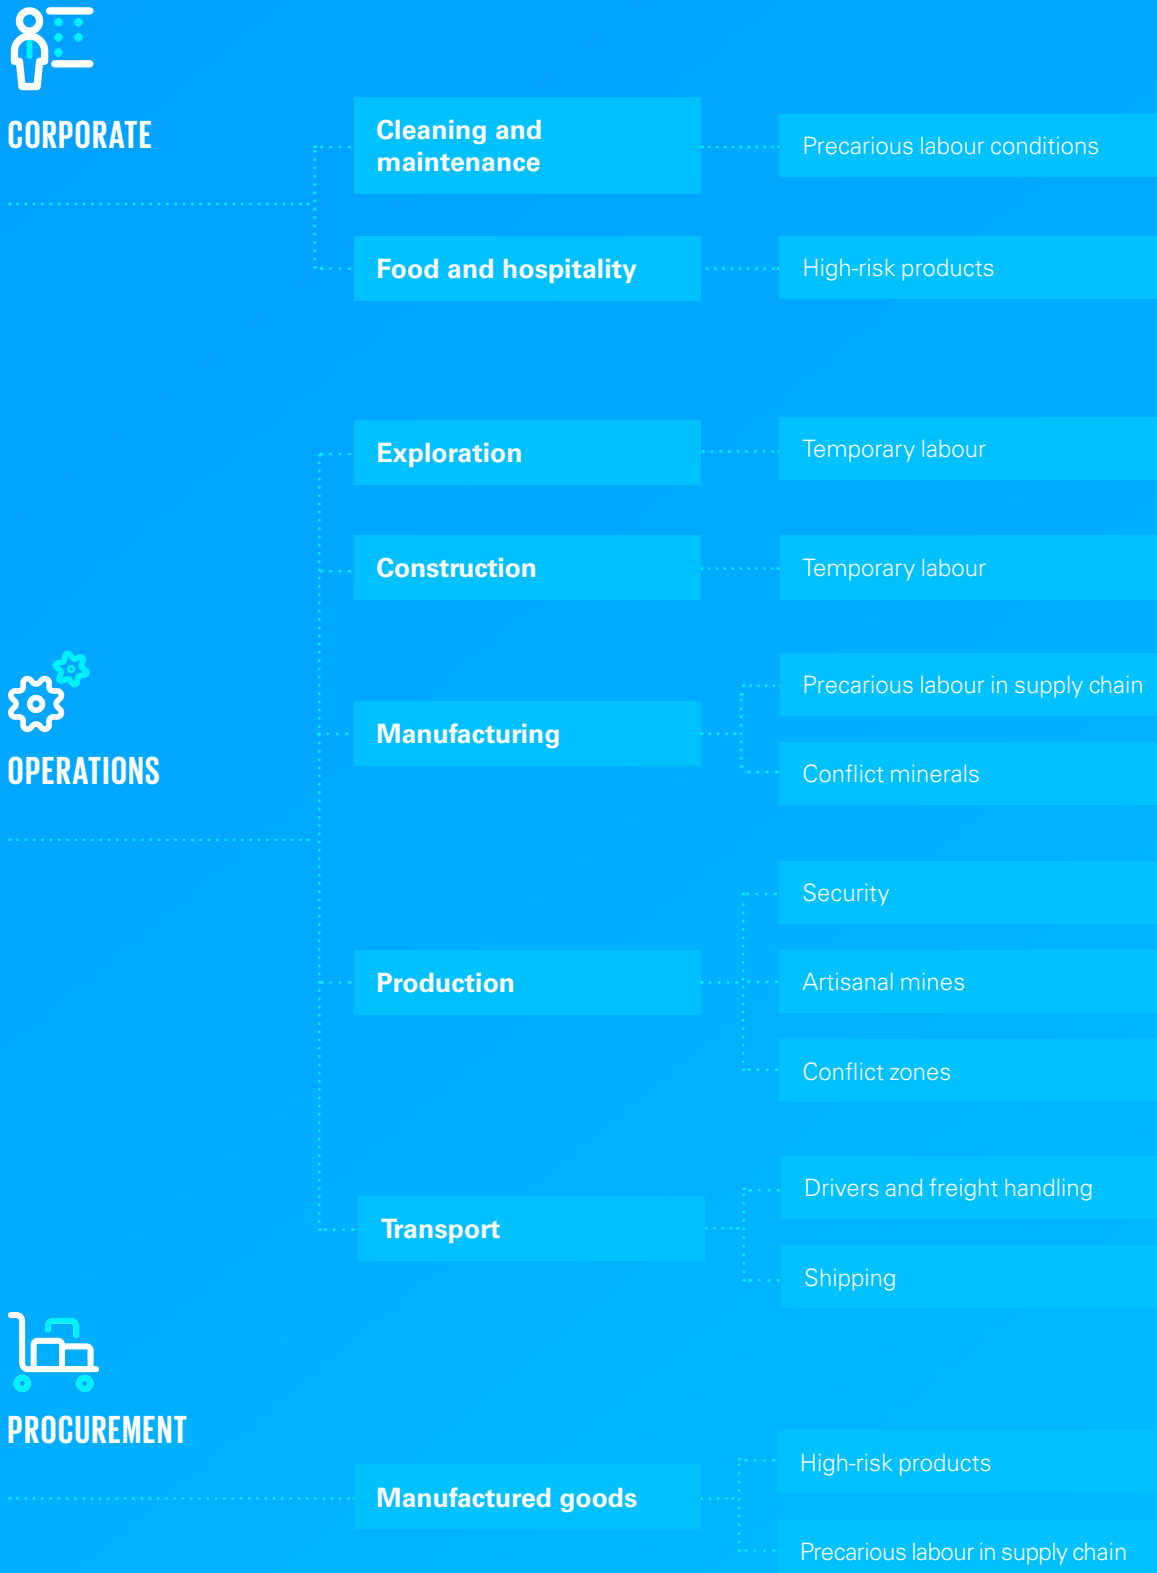 CORPORATE
Cleaning and
maintenance
Precarious labour conditions
Food and hospitality
High-risk products
OPERATIONS
Exploration
Temporary labour
Construction
Temporary labour
Manufacturing
Precarious labour in supply chain
Conflict minerals
Production
Security
Artisanal mines
Conflict zones
Transport
Drivers and freight handling
Shipping
PROCUREMENT
Manufactured goods
High-risk products
Precarious labour in supply chain